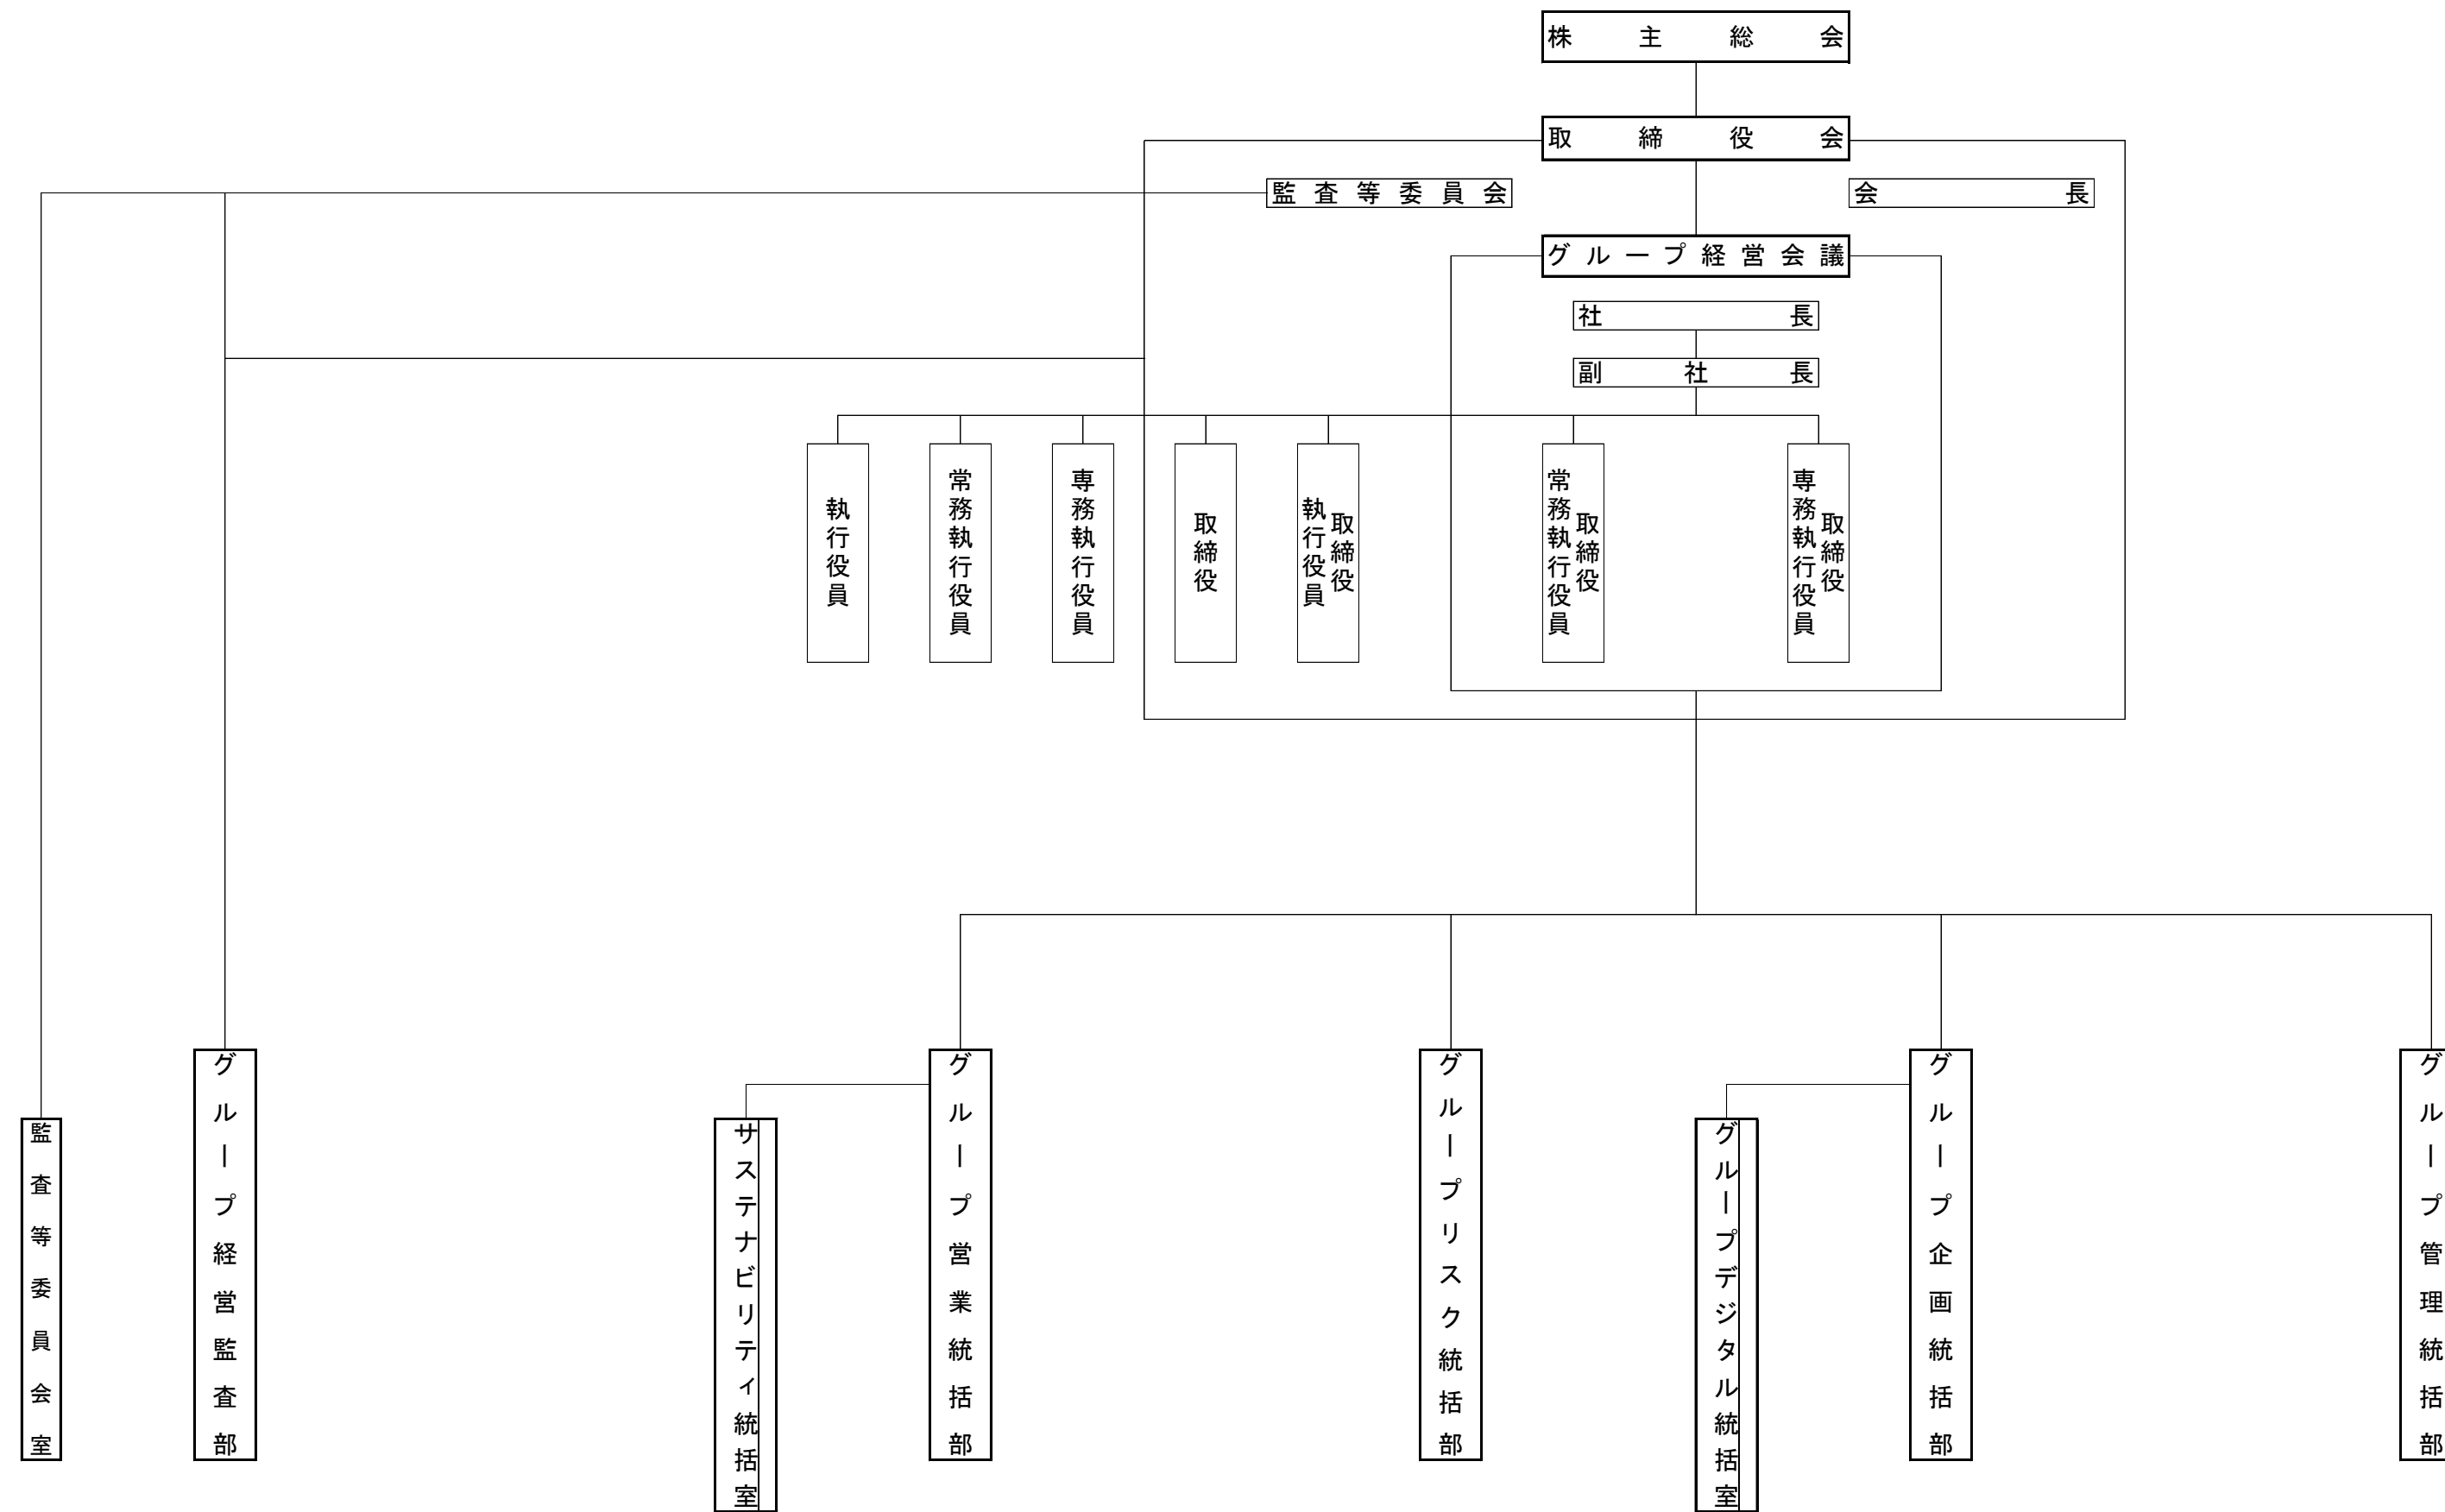 株主総会
取締役会
監査等委員会
会長
グループ経営会議
社長
副社長
執行役員
常務執行役員
専務執行役員
取締役
取締役
執行役員
取締役
常務執行役員
取締役
専務執行役員
監査等委員会室
グループ経営監査部
サステナビリティ統括室
グループ営業統括部
グループリスク統括部
グループデジタル統括室
グループ企画統括部
グループ管理統括部